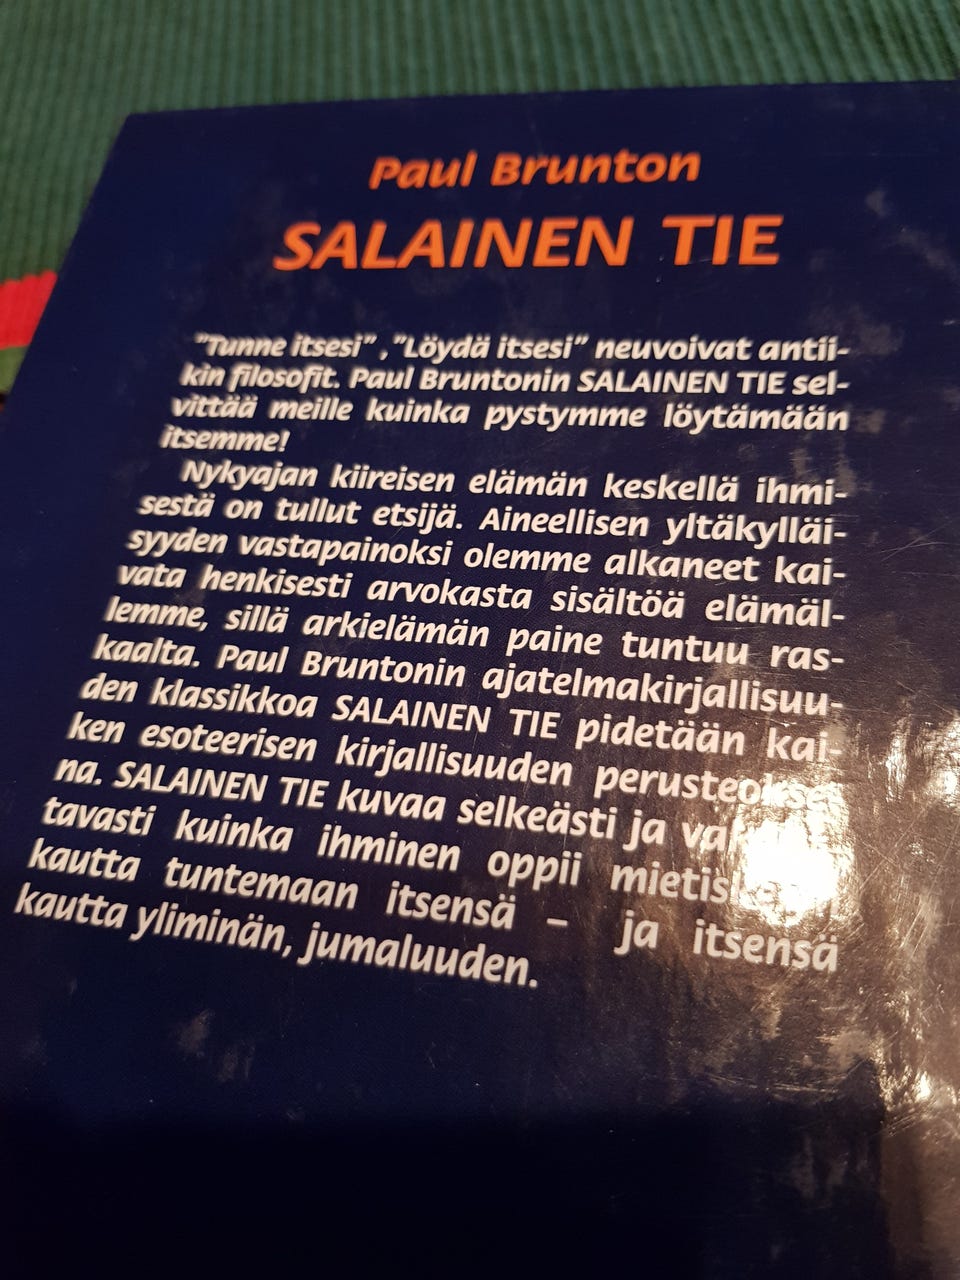 Paul Brunton
SALAINEN TIE
"Tunne itsesi", "Löydä itsesi" neuvoivat antii-
kin filosofit. Paul Bruntonin SALAINEN TIE sel-
vittää meille kuinka pystymme löytämään
itsemme!
Nykyajan kiireisen elämän keskellä ihmi-
sestä on tullut etsijä. Aineellisen yltäkylläi-
syyden vastapainoksi olemme alkaneet kai-
vata henkisesti arvokasta sisältöä elämäl-
lemme, sillä arkielämän paine tuntuu ras-
kaalta. Paul Bruntonin ajatelmakirjallisuu-
den klassikkoa SALAINEN TIE pidetään kai-
ken esoteerisen kirjallisuuden
na. SALAINEN TIE kuvaa selkeästi ja
tavasti kuinka ihminen oppii
kautta tuntemaan itsensä – ja itsensä
kautta yliminän, jumaluuden.